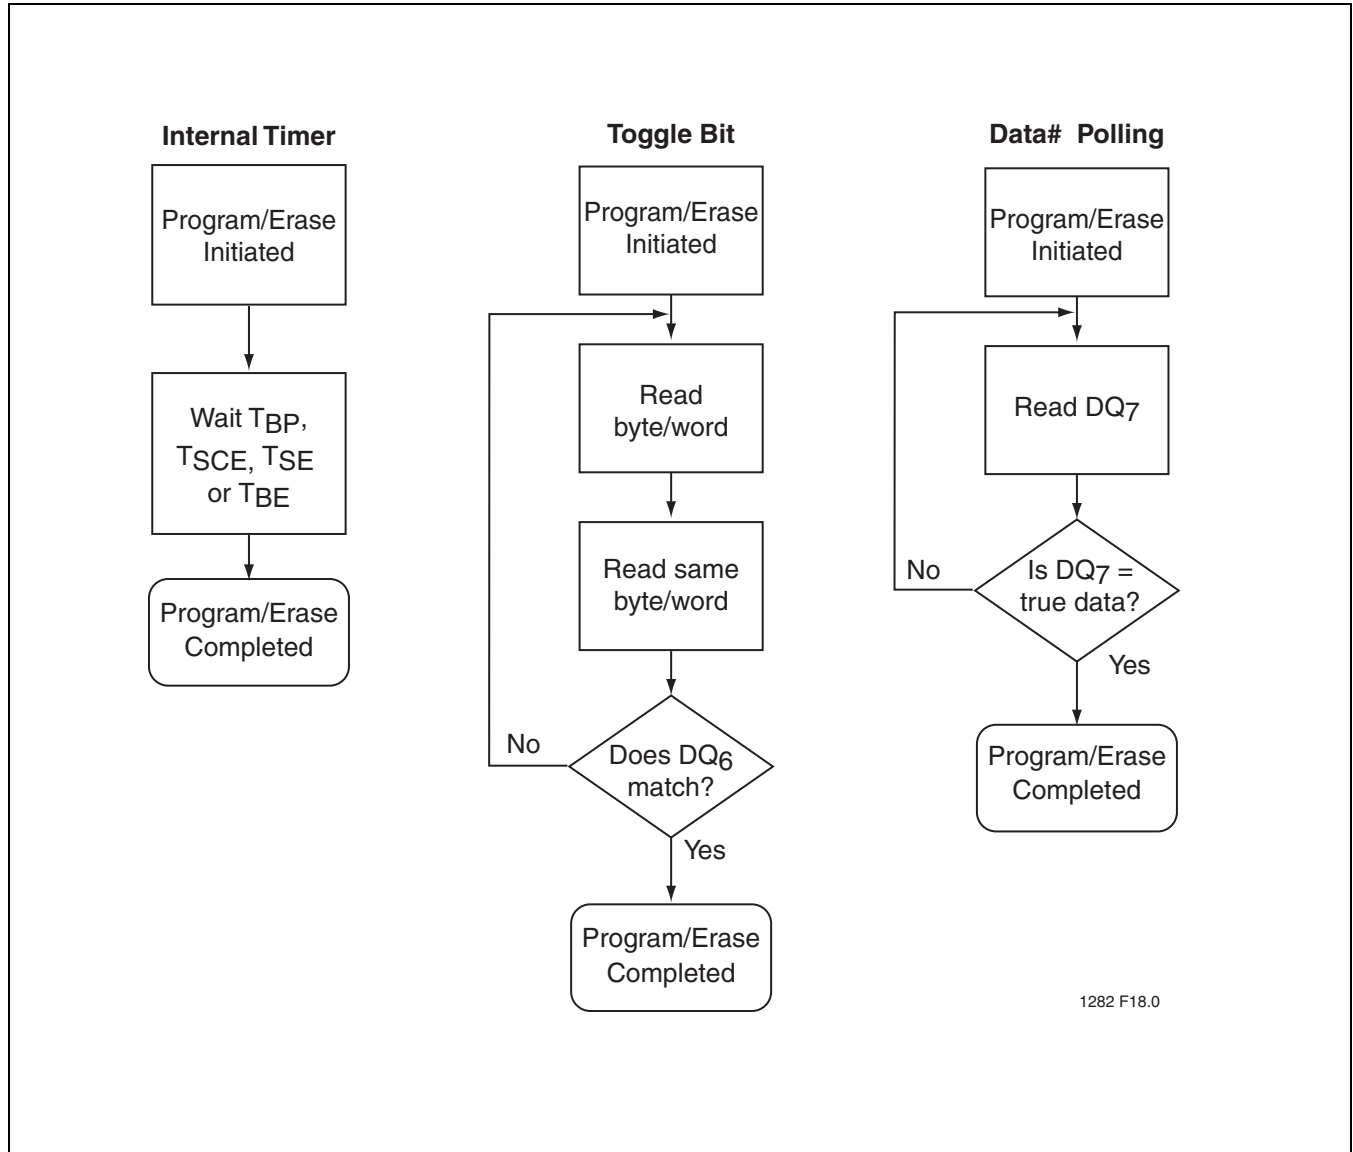 Internal Timer
Program/Erase
Initiated
Wait TBP,
TSCE, TSE
or TBE
Program/Erase
Completed
Toggle Bit
Program/Erase
Initiated
Read
byte/word
Read same
byte/word
Does DQ6
match?
No
Yes
Program/Erase
Completed
Data# Polling
Program/Erase
Initiated
Read DQ7
Is DQ7 =
true data?
No
Yes
Program/Erase
Completed
1282 F18.0